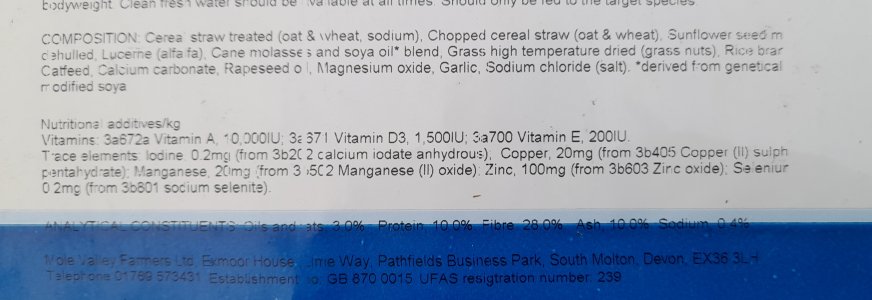 bodyweight. Clean fresh water should be available at all times. Should only be fed to the target species.
COMPOSITION: Cereal straw treated (oat & wheat, sodium), Chopped cereal straw (oat & wheat), Sunflower seed m
dehulled, Lucerne (alfalfa), Cane molasses and soya oil* blend, Grass high temperature dried (grass nuts), Rice bran
Oatfeed, Calcium carbonate, Rapeseed oil, Magnesium oxide, Garlic, Sodium chloride (salt). *derived from genetical
modified soya
Nutritional additives/kg
Vitamins: 3a672a Vitamin A, 10,000IU; 3a671 Vitamin D3, 1,500IU; 3a700 Vitamin E, 200IU.
Trace elements: Iodine, 0.2mg (from 3b202 calcium iodate anhydrous); Copper, 20mg (from 3b405 Copper (II) sulph
pentahydrate); Manganese, 20mg (from 3b502 Manganese (II) oxide); Zinc, 100mg (from 3b603 Zinc oxide); Selenium
0.2mg (from 3b801 sodium selenite).
ANALYTICAL CONSTITUENTS: Oils and fats 3.0% Protein 10.0% Fibre 28.0% Ash 10.0% Sodium 0.4%
Mole Valley Farmers Ltd, Exmoor House, Lime Way, Pathfields Business Park, South Molton, Devon, EX36 3LH
Telephone 01769 573431 Establishment no. GB 670 0015 UFAS resigtration number: 239